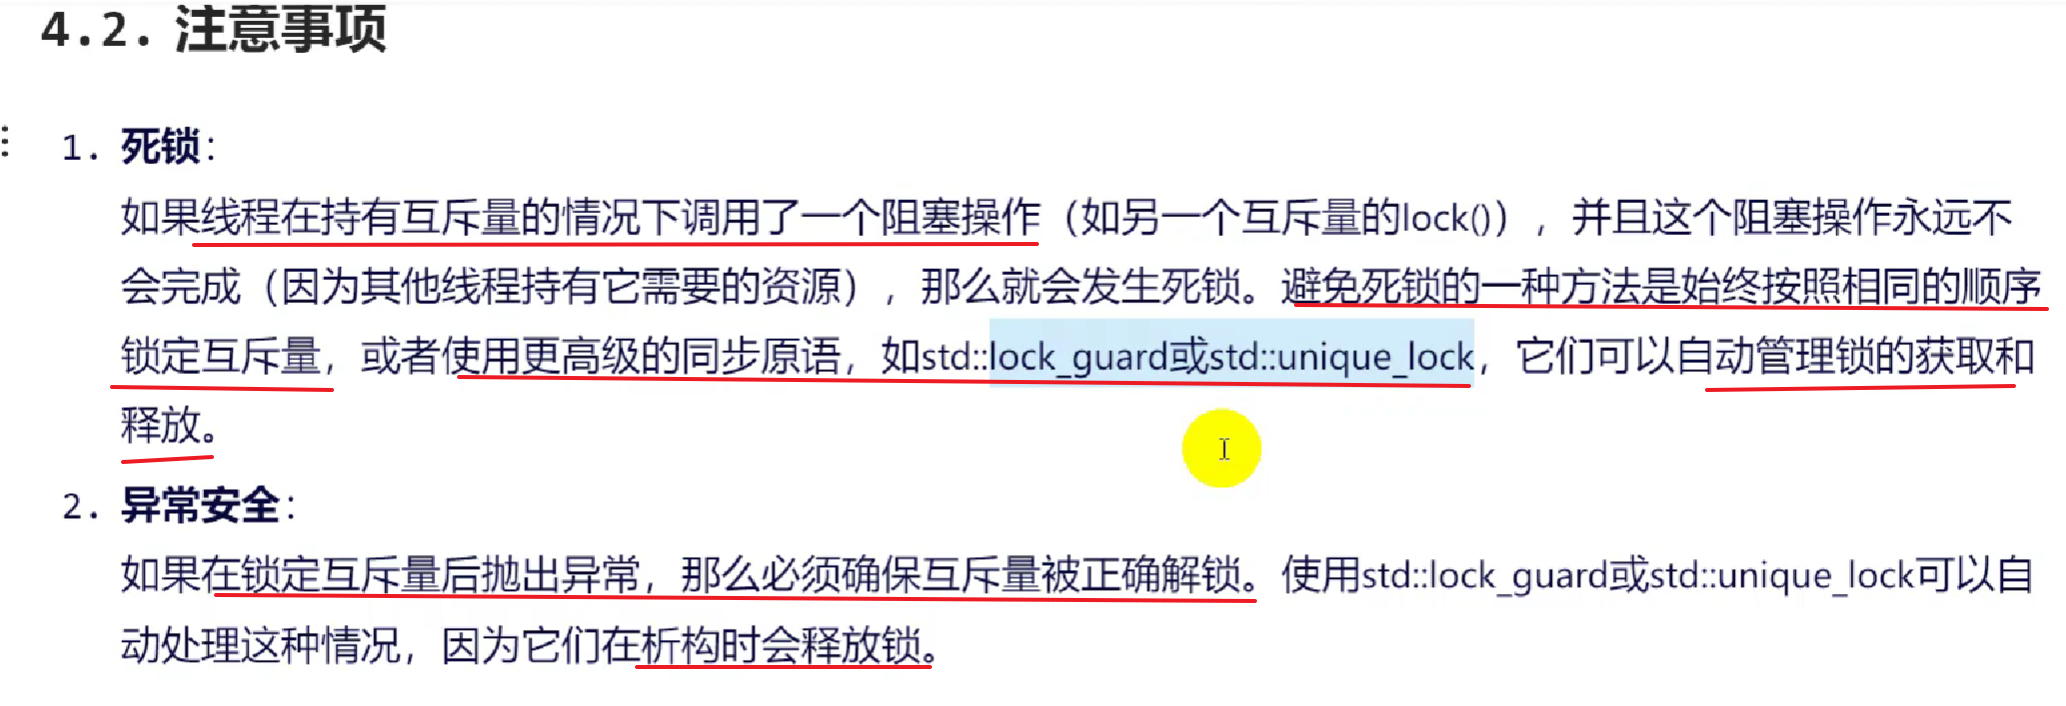 4.2. 注意事项
1. 死锁：
如果线程在持有互斥量的情况下调用了一个阻塞操作（如另一个互斥量的lock()），并且这个阻塞操作永远不
会完成（因为其他线程持有它需要的资源），那么就会发生死锁。避免死锁的一种方法是始终按照相同的顺序
锁定互斥量，或者使用更高级的同步原语，如std::lock_guard或std::unique_lock，它们可以自动管理锁的获取和
释放。
2. 异常安全：
如果在锁定互斥量后抛出异常，那么必须确保互斥量被正确解锁。使用std::lock_guard或std::unique_lock可以自
动处理这种情况，因为它们在析构时会释放锁。